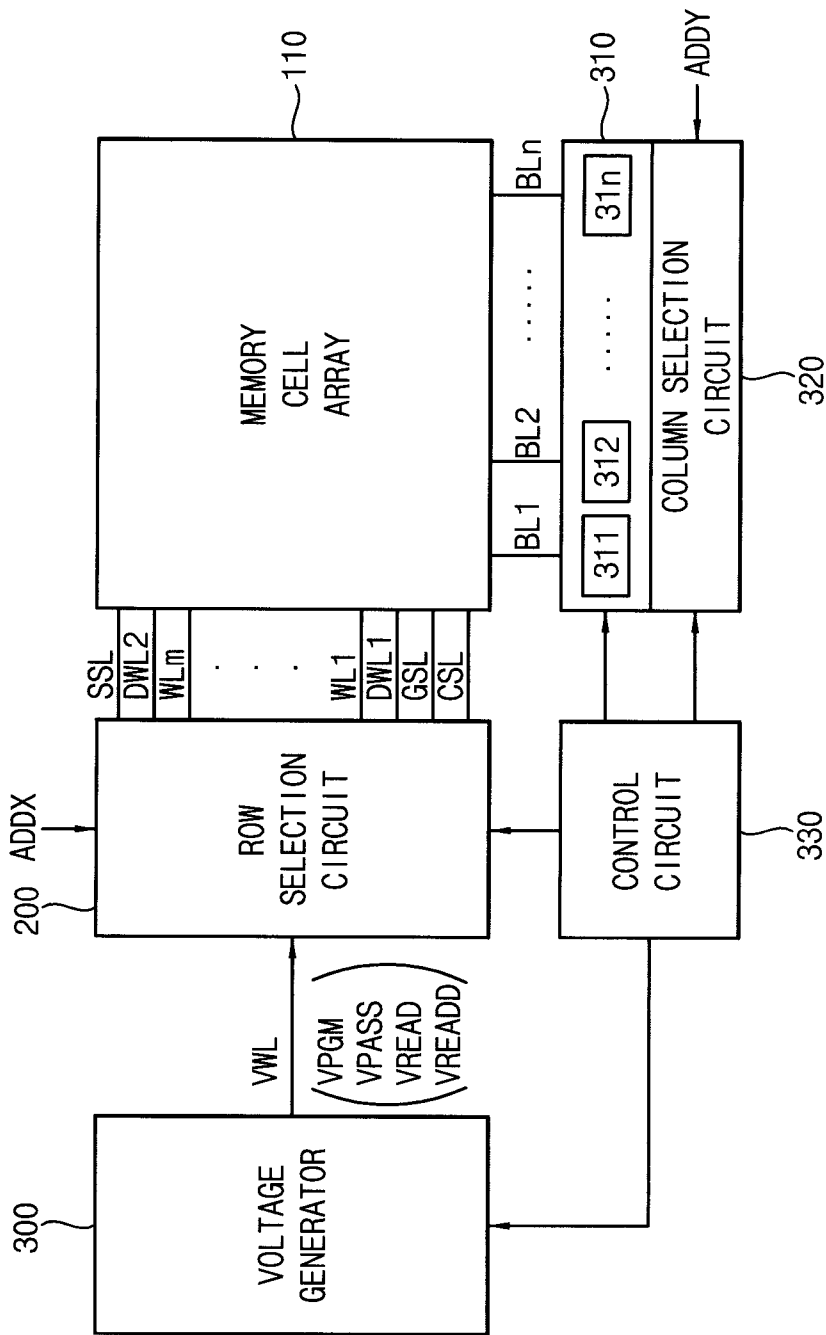 300
VOLTAGE
GENERATOR
VWL
VPGM
VPASS
VREAD
VREADD
ADDX
200
ROW
SELECTION
CIRCUIT
SSL
DWL2
WLm
. . .
WL1
DWL1
GSL
CSL
MEMORY
CELL
ARRAY
110
BL1
BL2
.....
BLn
CONTROL
CIRCUIT
330
311
312
.....
31n
310
COLUMN SELECTION
CIRCUIT
320
ADDY